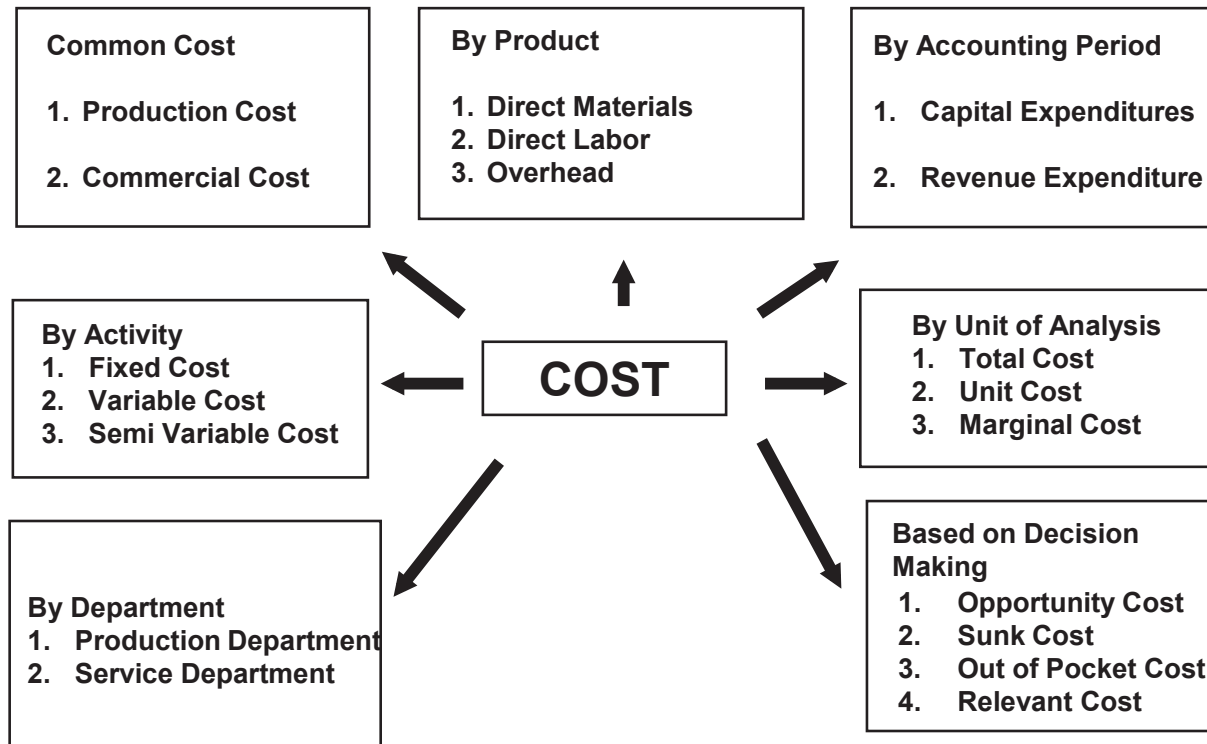 Common Cost
1. Production Cost
2. Commercial Cost
By Product
1. Direct Materials
2. Direct Labor
3. Overhead
By Accounting Period
1. Capital Expenditures
2. Revenue Expenditure
By Activity
1. Fixed Cost
2. Variable Cost
3. Semi Variable Cost
COST
By Unit of Analysis
1. Total Cost
2. Unit Cost
3. Marginal Cost
By Department
1. Production Department
2. Service Department
Based on Decision
Making
1. Opportunity Cost
2. Sunk Cost
3. Out of Pocket Cost
4. Relevant Cost